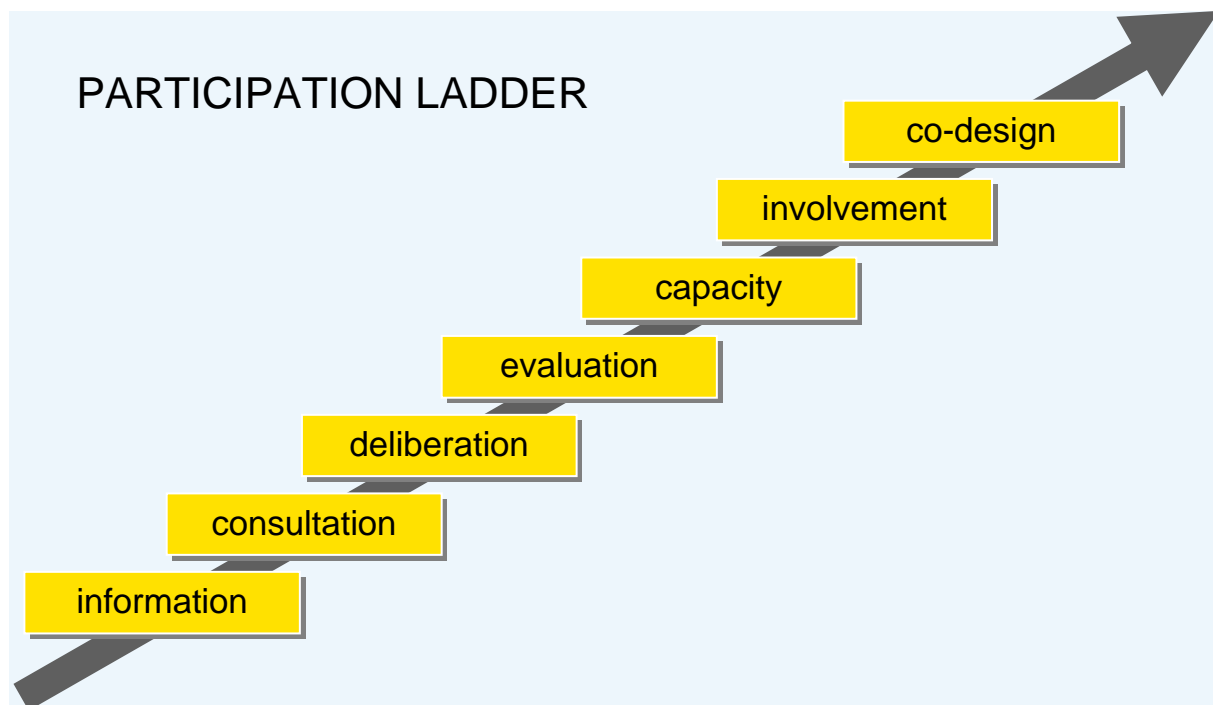 PARTICIPATION LADDER
co-design
involvement
capacity
evaluation
deliberation
consultation
information